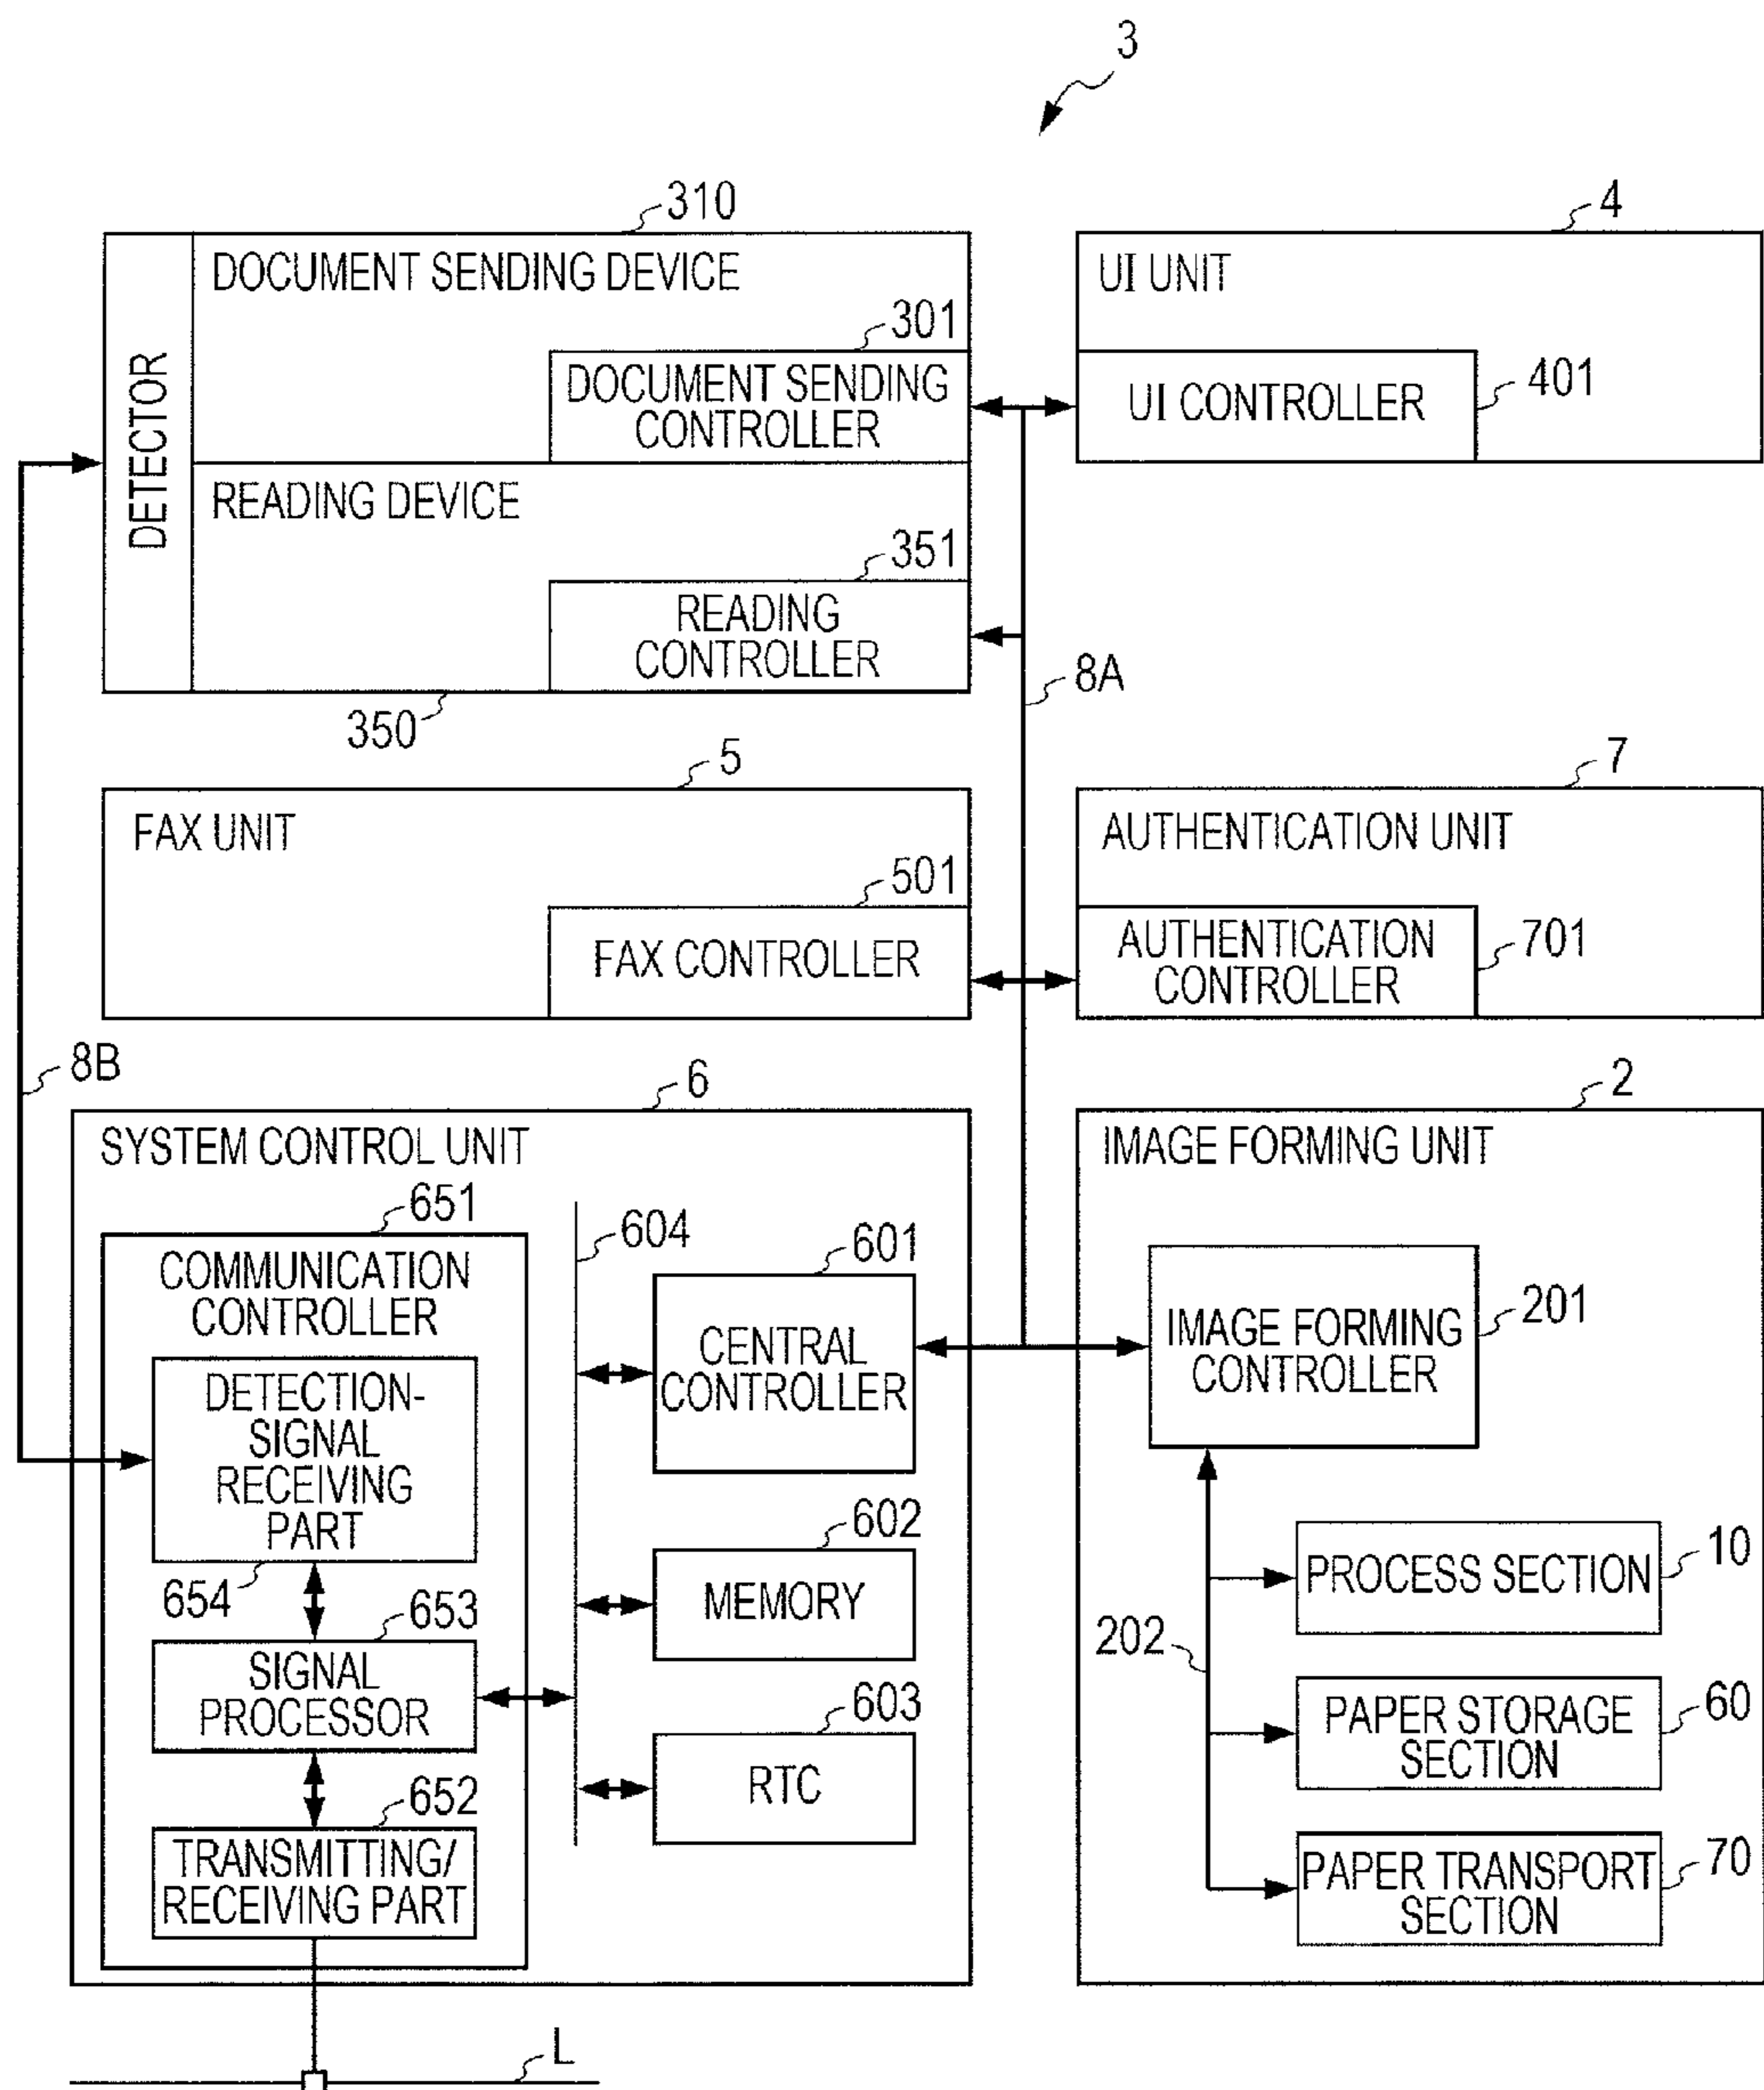 3
310
DOCUMENT SENDING DEVICE
301
DOCUMENT SENDING
CONTROLLER
DETECTOR
READING DEVICE
351
READING
CONTROLLER
350
4
UI UNIT
UI CONTROLLER
401
8A
5
FAX UNIT
501
FAX CONTROLLER
7
AUTHENTICATION UNIT
AUTHENTICATION
CONTROLLER
701
8B
6
SYSTEM CONTROL UNIT
651
COMMUNICATION
CONTROLLER
DETECTION-
SIGNAL
RECEIVING
PART
654
653
SIGNAL
PROCESSOR
652
TRANSMITTING/
RECEIVING PART
604
601
CENTRAL
CONTROLLER
602
MEMORY
603
RTC
2
IMAGE FORMING UNIT
IMAGE FORMING
CONTROLLER
201
202
PROCESS SECTION
10
PAPER STORAGE
SECTION
60
PAPER TRANSPORT
SECTION
70
L